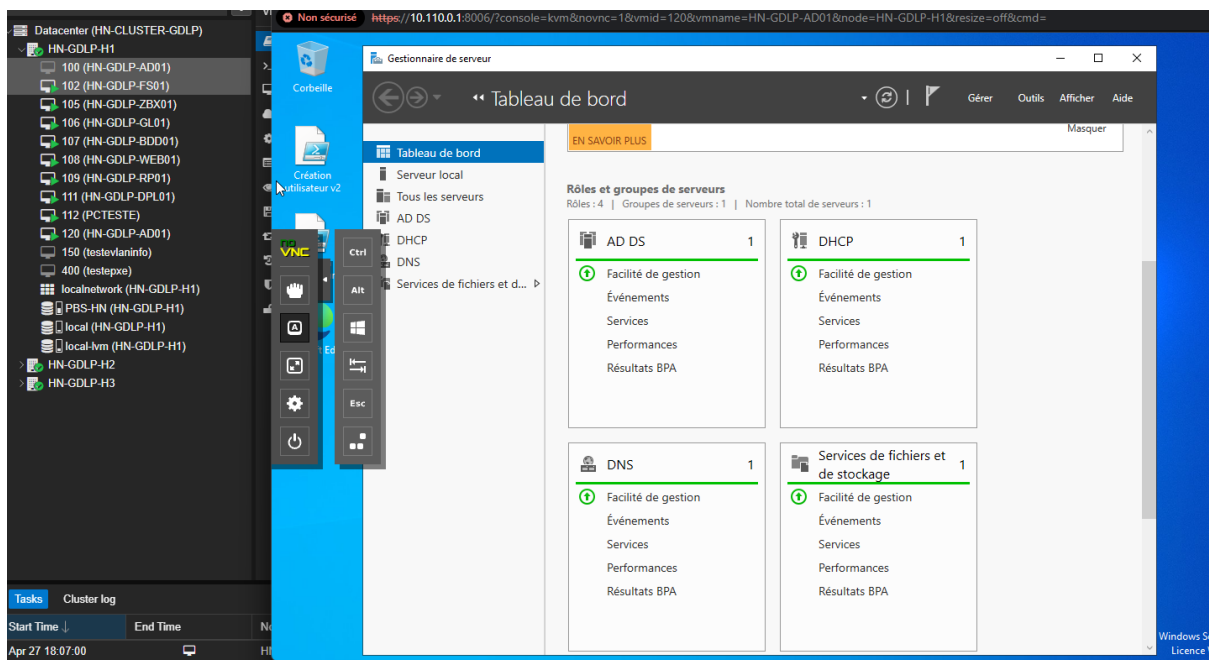 Datacenter (HN-CLUSTER-GDLP)
HN-GDLP-H1
100 (HN-GDLP-AD01)
102 (HN-GDLP-FS01)
105 (HN-GDLP-ZBX01)
106 (HN-GDLP-GL01)
107 (HN-GDLP-BDD01)
108 (HN-GDLP-WEB01)
109 (HN-GDLP-RP01)
111 (HN-GDLP-DPL01)
112 (PCTESTE)
120 (HN-GDLP-AD01)
150 (testevlaninfo)
400 (testepxe)
localnetwork (HN-GDLP-H1)
PBS-HN (HN-GDLP-H1)
local (HN-GDLP-H1)
local-lvm (HN-GDLP-H1)
HN-GDLP-H2
HN-GDLP-H3
Tasks Cluster log
Start Time ↓ End Time
Apr 27 18:07:00
Non sécurisé https://10.110.0.1:8006/?console=kvm&novnc=1&vmid=120&vmname=HN-GDLP-AD01&node=HN-GDLP-H1&resize=off&cmd=
Corbeille
Création
utilisateur v2
noVNC
Ctrl
Alt
A
Esc
Gestionnaire de serveur
Tableau de bord
Gérer Outils Afficher Aide
Tableau de bord
Serveur local
Tous les serveurs
AD DS
DHCP
DNS
Services de fichiers et d...
EN SAVOIR PLUS
Masquer
Rôles et groupes de serveurs
Rôles : 4 | Groupes de serveurs : 1 | Nombre total de serveurs : 1
AD DS 1
Facilité de gestion
Événements
Services
Performances
Résultats BPA
DHCP 1
Facilité de gestion
Événements
Services
Performances
Résultats BPA
DNS 1
Facilité de gestion
Événements
Services
Performances
Résultats BPA
Services de fichiers et
de stockage 1
Facilité de gestion
Événements
Services
Performances
Résultats BPA
Windows S
Licence